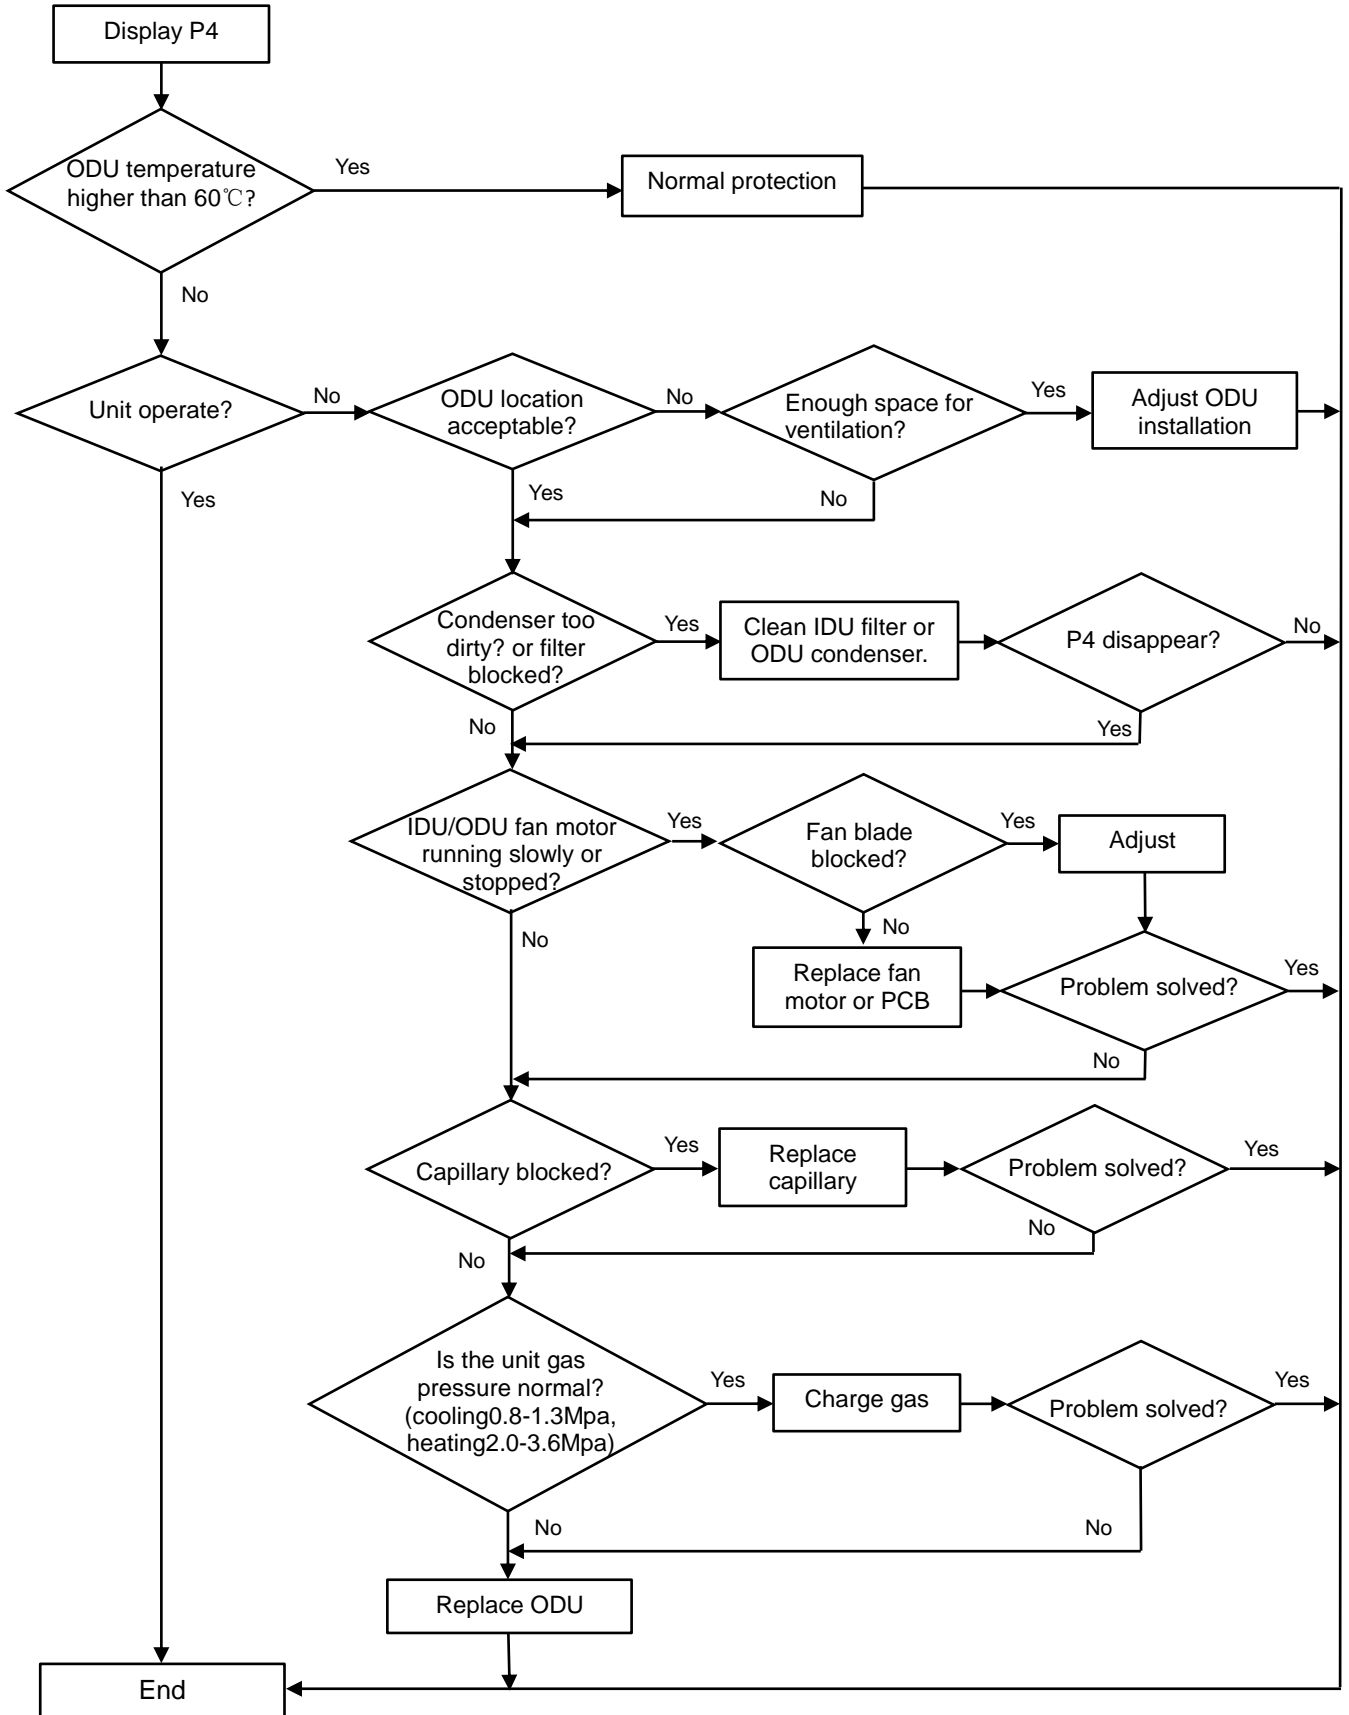 Display P4
ODU temperature
higher than 60℃?
Yes
Normal protection
No
Unit operate?
No
ODU location
acceptable?
No
Enough space for
ventilation?
Yes
Adjust ODU
installation
Yes
Yes
No
Condenser too
dirty? or filter
blocked?
Yes
Clean IDU filter or
ODU condenser.
P4 disappear?
No
No
Yes
IDU/ODU fan motor
running slowly or
stopped?
Yes
Fan blade
blocked?
Yes
Adjust
No
No
Replace fan
motor or PCB
Problem solved?
Yes
No
Capillary blocked?
Yes
Replace
capillary
Problem solved?
Yes
No
No
Is the unit gas
pressure normal?
(cooling0.8-1.3Mpa,
heating2.0-3.6Mpa)
Yes
Charge gas
Problem solved?
Yes
No
No
Replace ODU
End